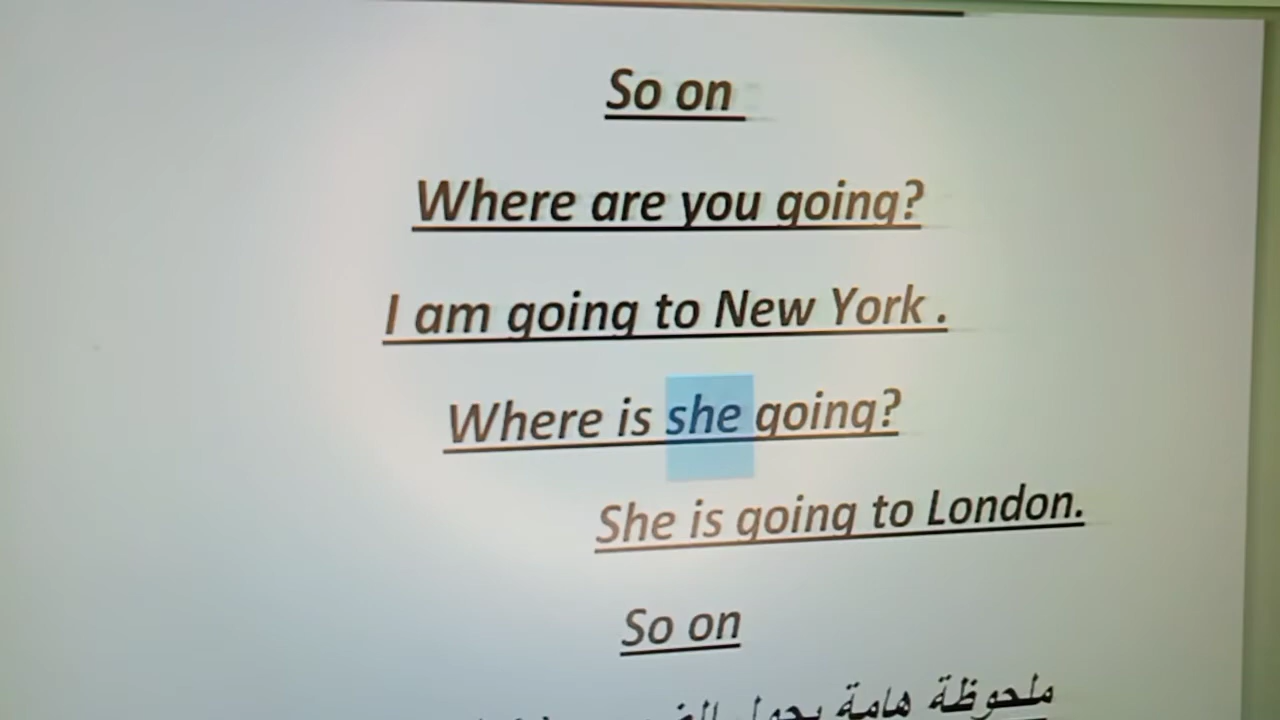 So on
Where are you going?
I am going to New York .
Where is she going?
She is going to London.
So on
ملحوظة هامة يحول